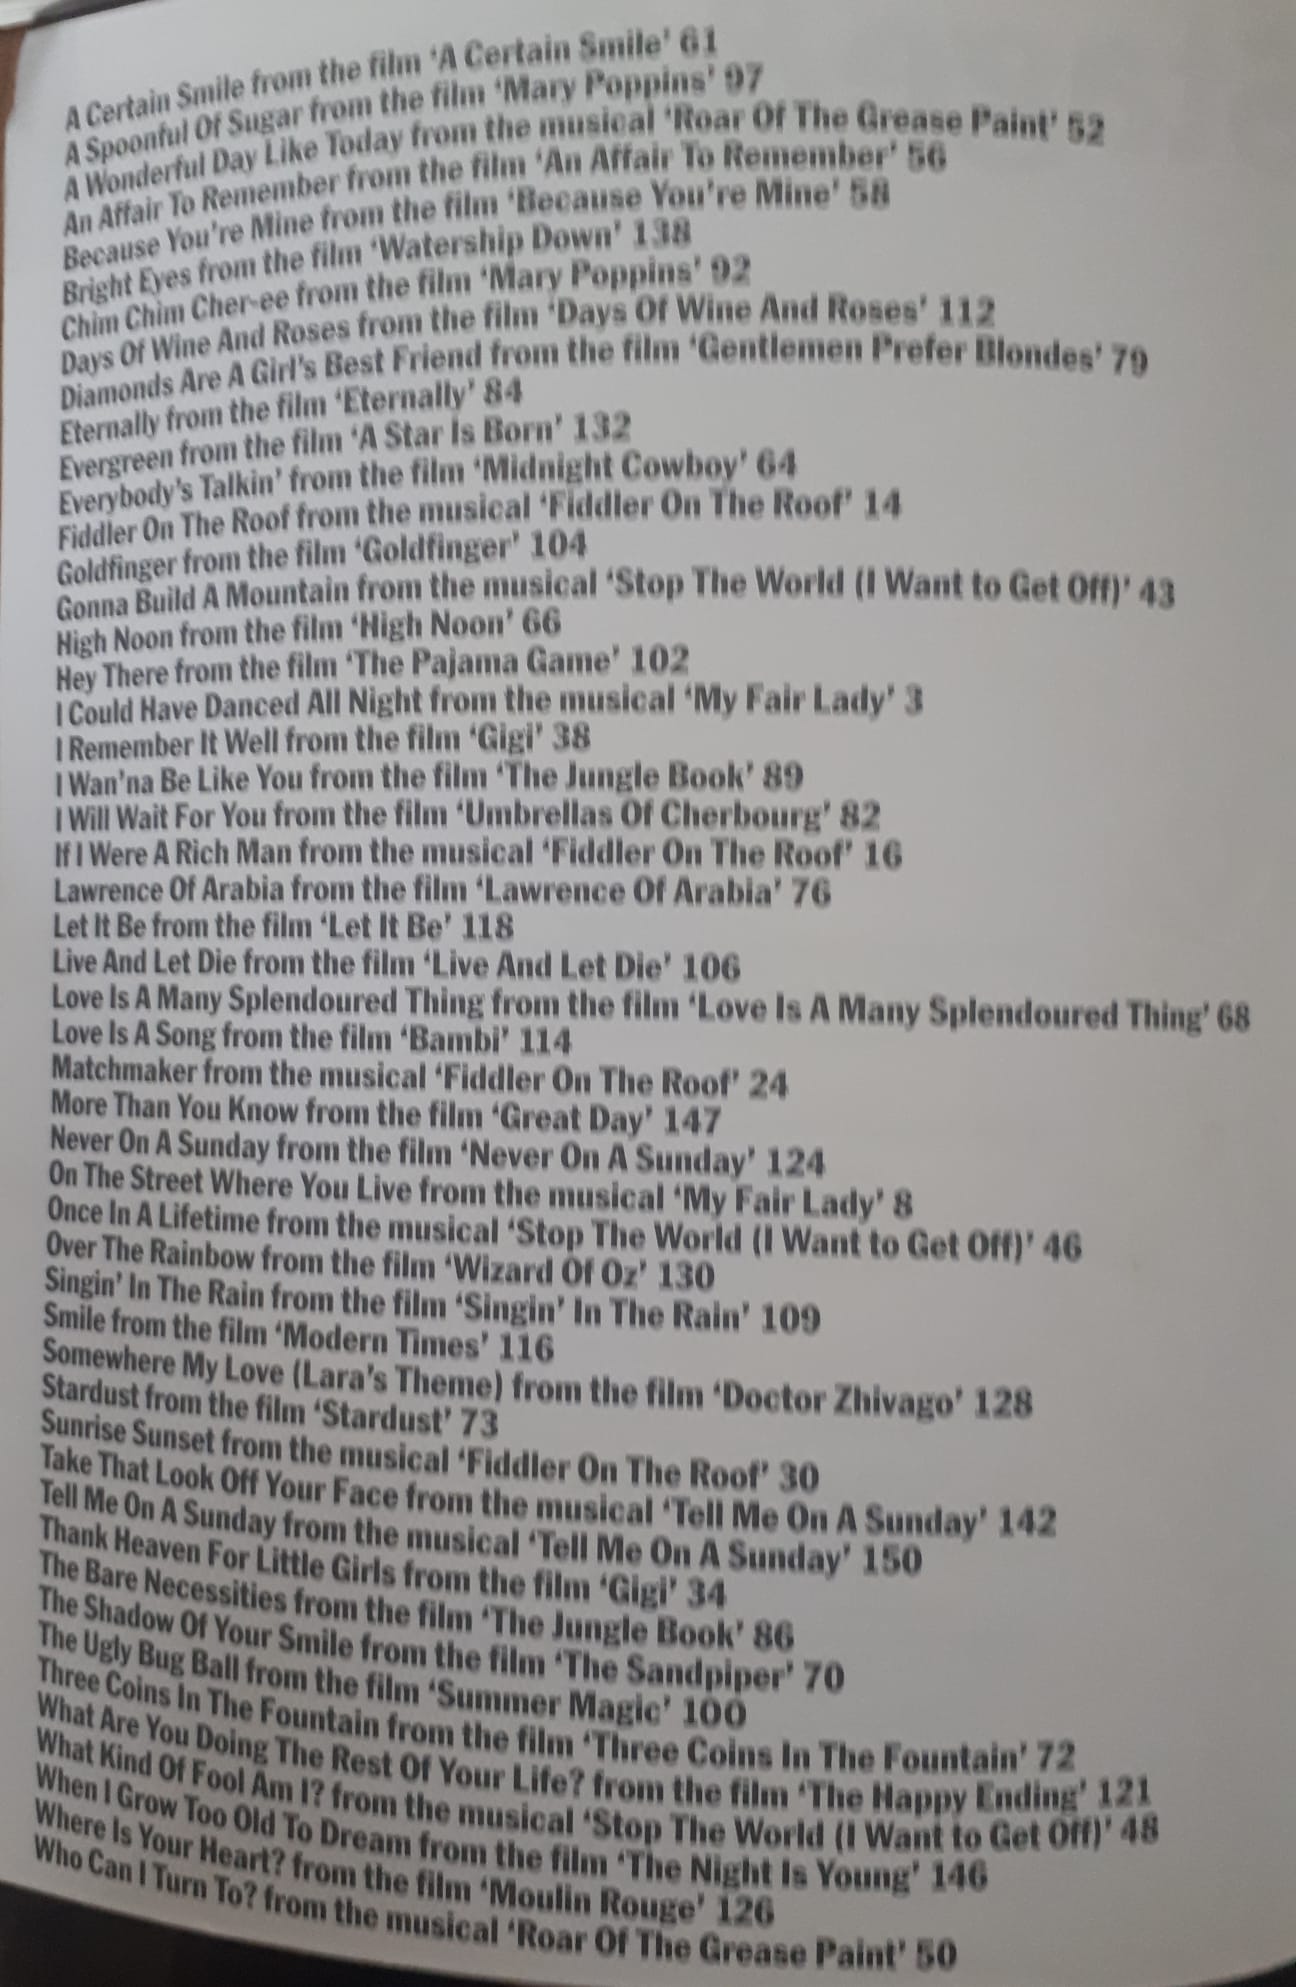 A Certain Smile from the film ‘A Certain Smile’ 61
A Spoonful Of Sugar from the film ‘Mary Poppins’ 97
A Wonderful Day Like Today from the musical ‘Roar Of The Grease Paint’ 52
An Affair To Remember from the film ‘An Affair To Remember’ 56
Because You’re Mine from the film ‘Because You’re Mine’ 58
Bright Eyes from the film ‘Watership Down’ 138
Chim Chim Cher-ee from the film ‘Mary Poppins’ 92
Days Of Wine And Roses from the film ‘Days Of Wine And Roses’ 112
Diamonds Are A Girl’s Best Friend from the film ‘Gentlemen Prefer Blondes’ 79
Eternally from the film ‘Eternally’ 84
Evergreen from the film ‘A Star Is Born’ 132
Everybody’s Talkin’ from the film ‘Midnight Cowboy’ 64
Fiddler On The Roof from the musical ‘Fiddler On The Roof’ 14
Goldfinger from the film ‘Goldfinger’ 104
Gonna Build A Mountain from the musical ‘Stop The World (I Want to Get Off)’ 43
High Noon from the film ‘High Noon’ 66
Hey There from the film ‘The Pajama Game’ 102
I Could Have Danced All Night from the musical ‘My Fair Lady’ 3
I Remember It Well from the film ‘Gigi’ 38
I Wan’na Be Like You from the film ‘The Jungle Book’ 89
I Will Wait For You from the film ‘Umbrellas Of Cherbourg’ 82
If I Were A Rich Man from the musical ‘Fiddler On The Roof’ 16
Lawrence Of Arabia from the film ‘Lawrence Of Arabia’ 76
Let It Be from the film ‘Let It Be’ 118
Live And Let Die from the film ‘Live And Let Die’ 106
Love Is A Many Splendoured Thing from the film ‘Love Is A Many Splendoured Thing’ 68
Love Is A Song from the film ‘Bambi’ 114
Matchmaker from the musical ‘Fiddler On The Roof’ 24
More Than You Know from the film ‘Great Day’ 147
Never On A Sunday from the film ‘Never On A Sunday’ 124
On The Street Where You Live from the musical ‘My Fair Lady’ 8
Once In A Lifetime from the musical ‘Stop The World (I Want to Get Off)’ 46
Over The Rainbow from the film ‘Wizard Of Oz’ 130
Singin’ In The Rain from the film ‘Singin’ In The Rain’ 109
Smile from the film ‘Modern Times’ 116
Somewhere My Love (Lara’s Theme) from the film ‘Doctor Zhivago’ 128
Stardust from the film ‘Stardust’ 73
Sunrise Sunset from the musical ‘Fiddler On The Roof’ 30
Take That Look Off Your Face from the musical ‘Tell Me On A Sunday’ 142
Tell Me On A Sunday from the musical ‘Tell Me On A Sunday’ 150
Thank Heaven For Little Girls from the film ‘Gigi’ 34
The Bare Necessities from the film ‘The Jungle Book’ 86
The Shadow Of Your Smile from the film ‘The Sandpiper’ 70
The Ugly Bug Ball from the film ‘Summer Magic’ 100
Three Coins In The Fountain from the film ‘Three Coins In The Fountain’ 72
What Are You Doing The Rest Of Your Life? from the film ‘The Happy Ending’ 121
What Kind Of Fool Am I? from the musical ‘Stop The World (I Want to Get Off)’ 48
When I Grow Too Old To Dream from the film ‘The Night Is Young’ 146
Where Is Your Heart? from the film ‘Moulin Rouge’ 126
Who Can I Turn To? from the musical ‘Roar Of The Grease Paint’ 50